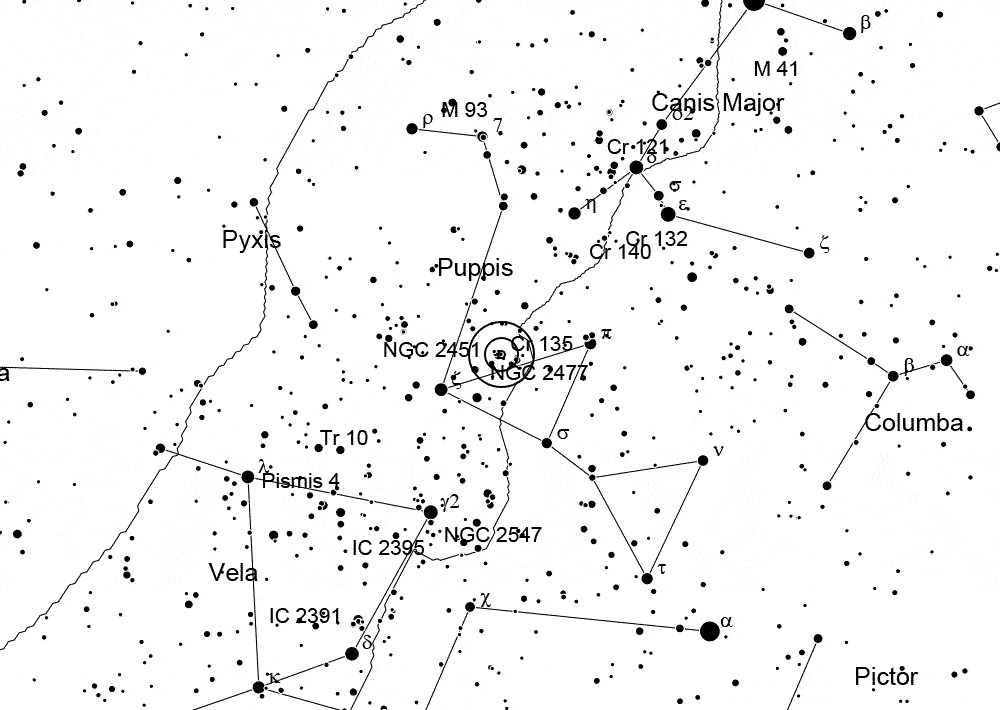 β
M 41
Canis Major
ρ
M 93
7
ο2
Cr 121
δ
σ
η
ε
Cr 132
ζ
Cr 140
Pyxis
Puppis
π
Cr 135
NGC 2451
NGC 2477
α
β
a
ζ
Columba
σ
ν
Tr 10
λ
Pismis 4
γ2
NGC 2547
IC 2395
Vela
τ
χ
IC 2391
α
δ
κ
Pictor